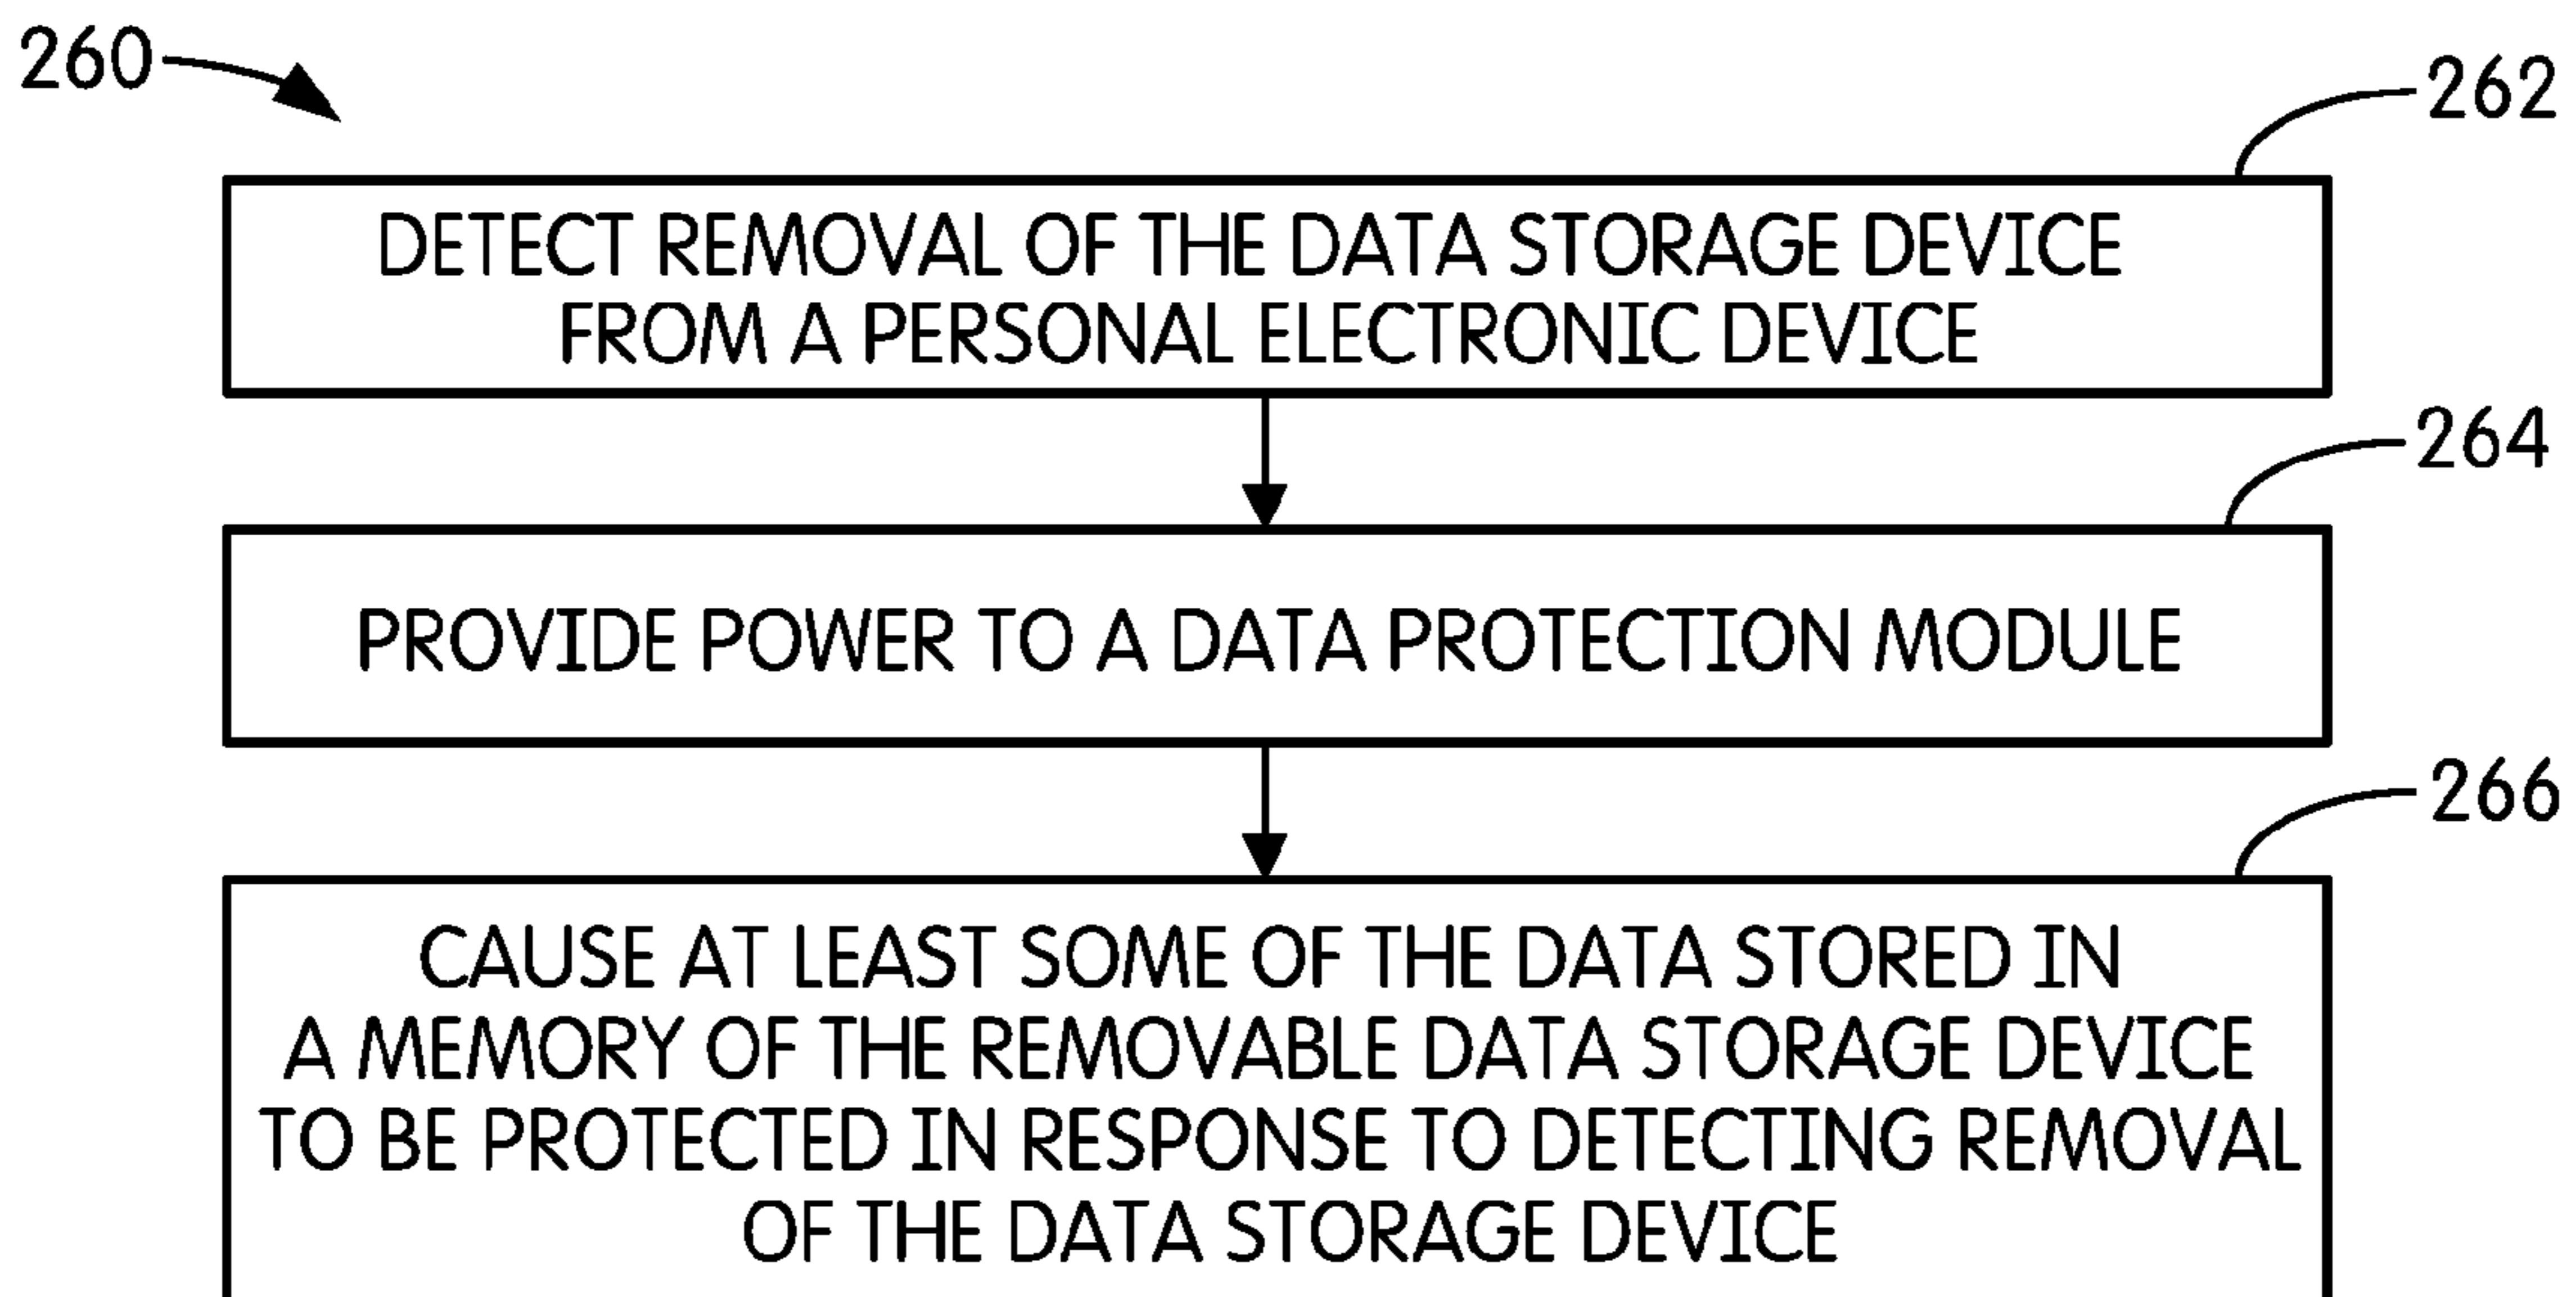 260
262
DETECT REMOVAL OF THE DATA STORAGE DEVICE
FROM A PERSONAL ELECTRONIC DEVICE
264
PROVIDE POWER TO A DATA PROTECTION MODULE
266
CAUSE AT LEAST SOME OF THE DATA STORED IN
A MEMORY OF THE REMOVABLE DATA STORAGE DEVICE
TO BE PROTECTED IN RESPONSE TO DETECTING REMOVAL
OF THE DATA STORAGE DEVICE